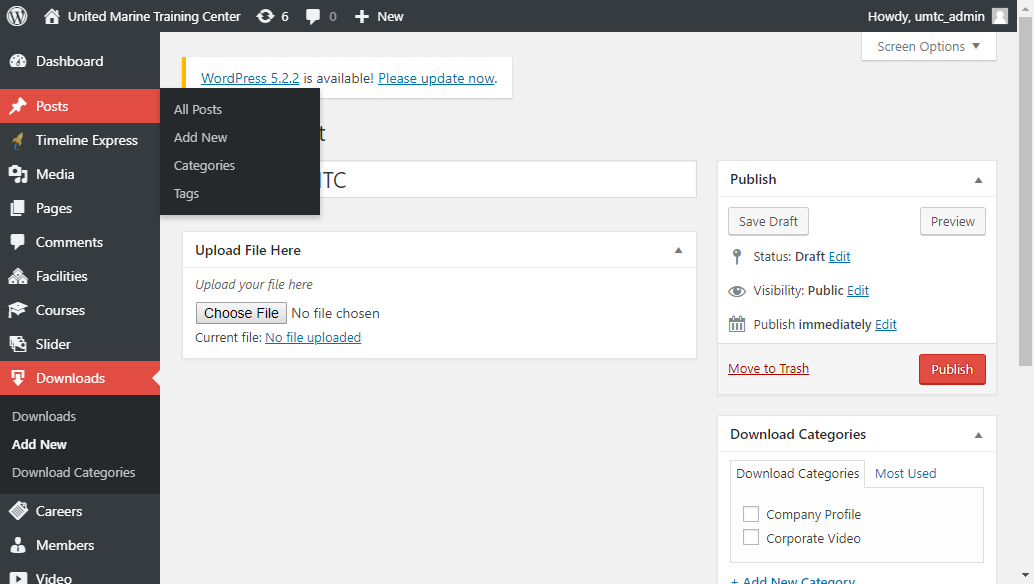 United Marine Training Center 6 0 New Howdy, umtc_admin
Screen Options
Dashboard
Posts
Timeline Express
Media
Pages
Comments
Facilities
Courses
Slider
Downloads
Downloads
Add New
Download Categories
Careers
Members
Video
All Posts
Add New
Categories
Tags
WordPress 5.2.2 is available! Please update now.
TC
Upload File Here
Upload your file here
Choose File No file chosen
Current file: No file uploaded
Publish
Save Draft Preview
Status: Draft Edit
Visibility: Public Edit
Publish immediately Edit
Move to Trash Publish
Download Categories
Download Categories Most Used
Company Profile
Corporate Video
+ Add New Category